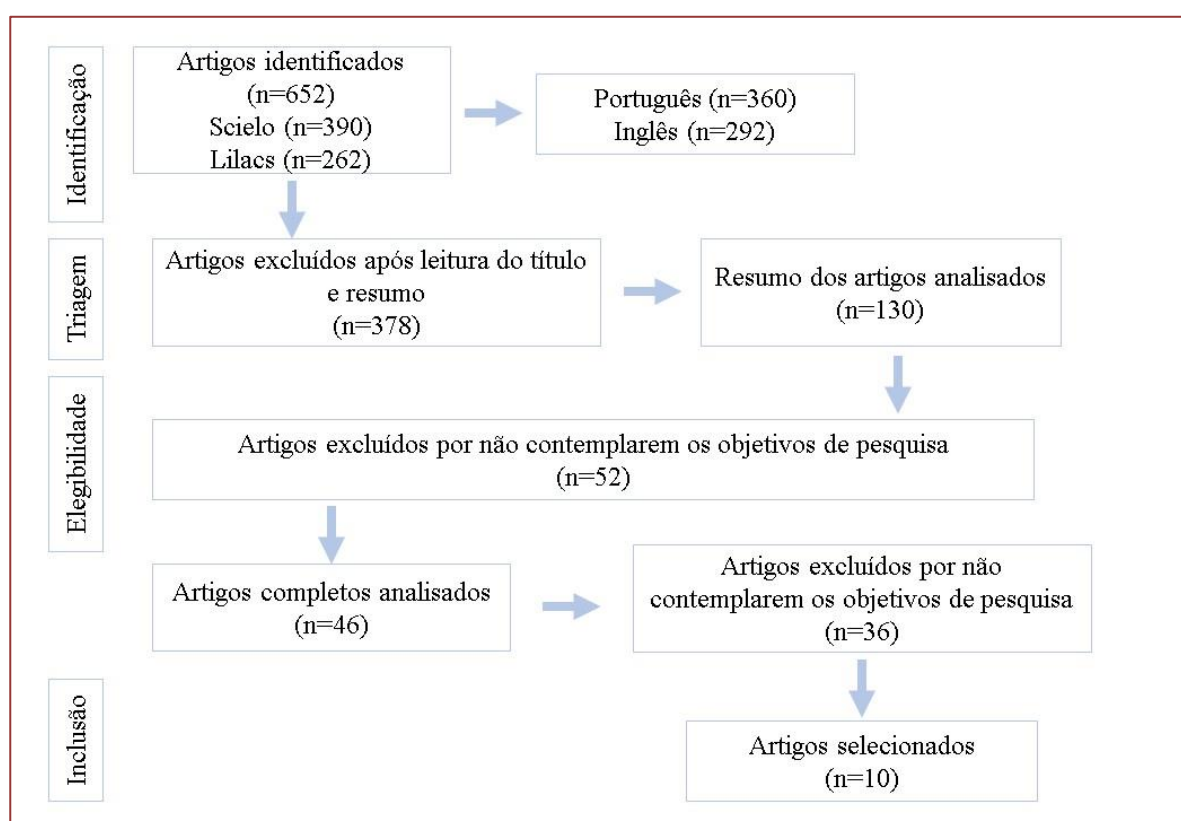 Identificação
Artigos identificados
(n=652)
Scielo (n=390)
Lilacs (n=262)
Português (n=360)
Inglês (n=292)
Triagem
Artigos excluídos após leitura do título
e resumo
(n=378)
Resumo dos artigos analisados
(n=130)
Elegibilidade
Artigos excluídos por não contemplarem os objetivos de pesquisa
(n=52)
Artigos completos analisados
(n=46)
Artigos excluídos por não
contemplarem os objetivos de pesquisa
(n=36)
Inclusão
Artigos selecionados
(n=10)